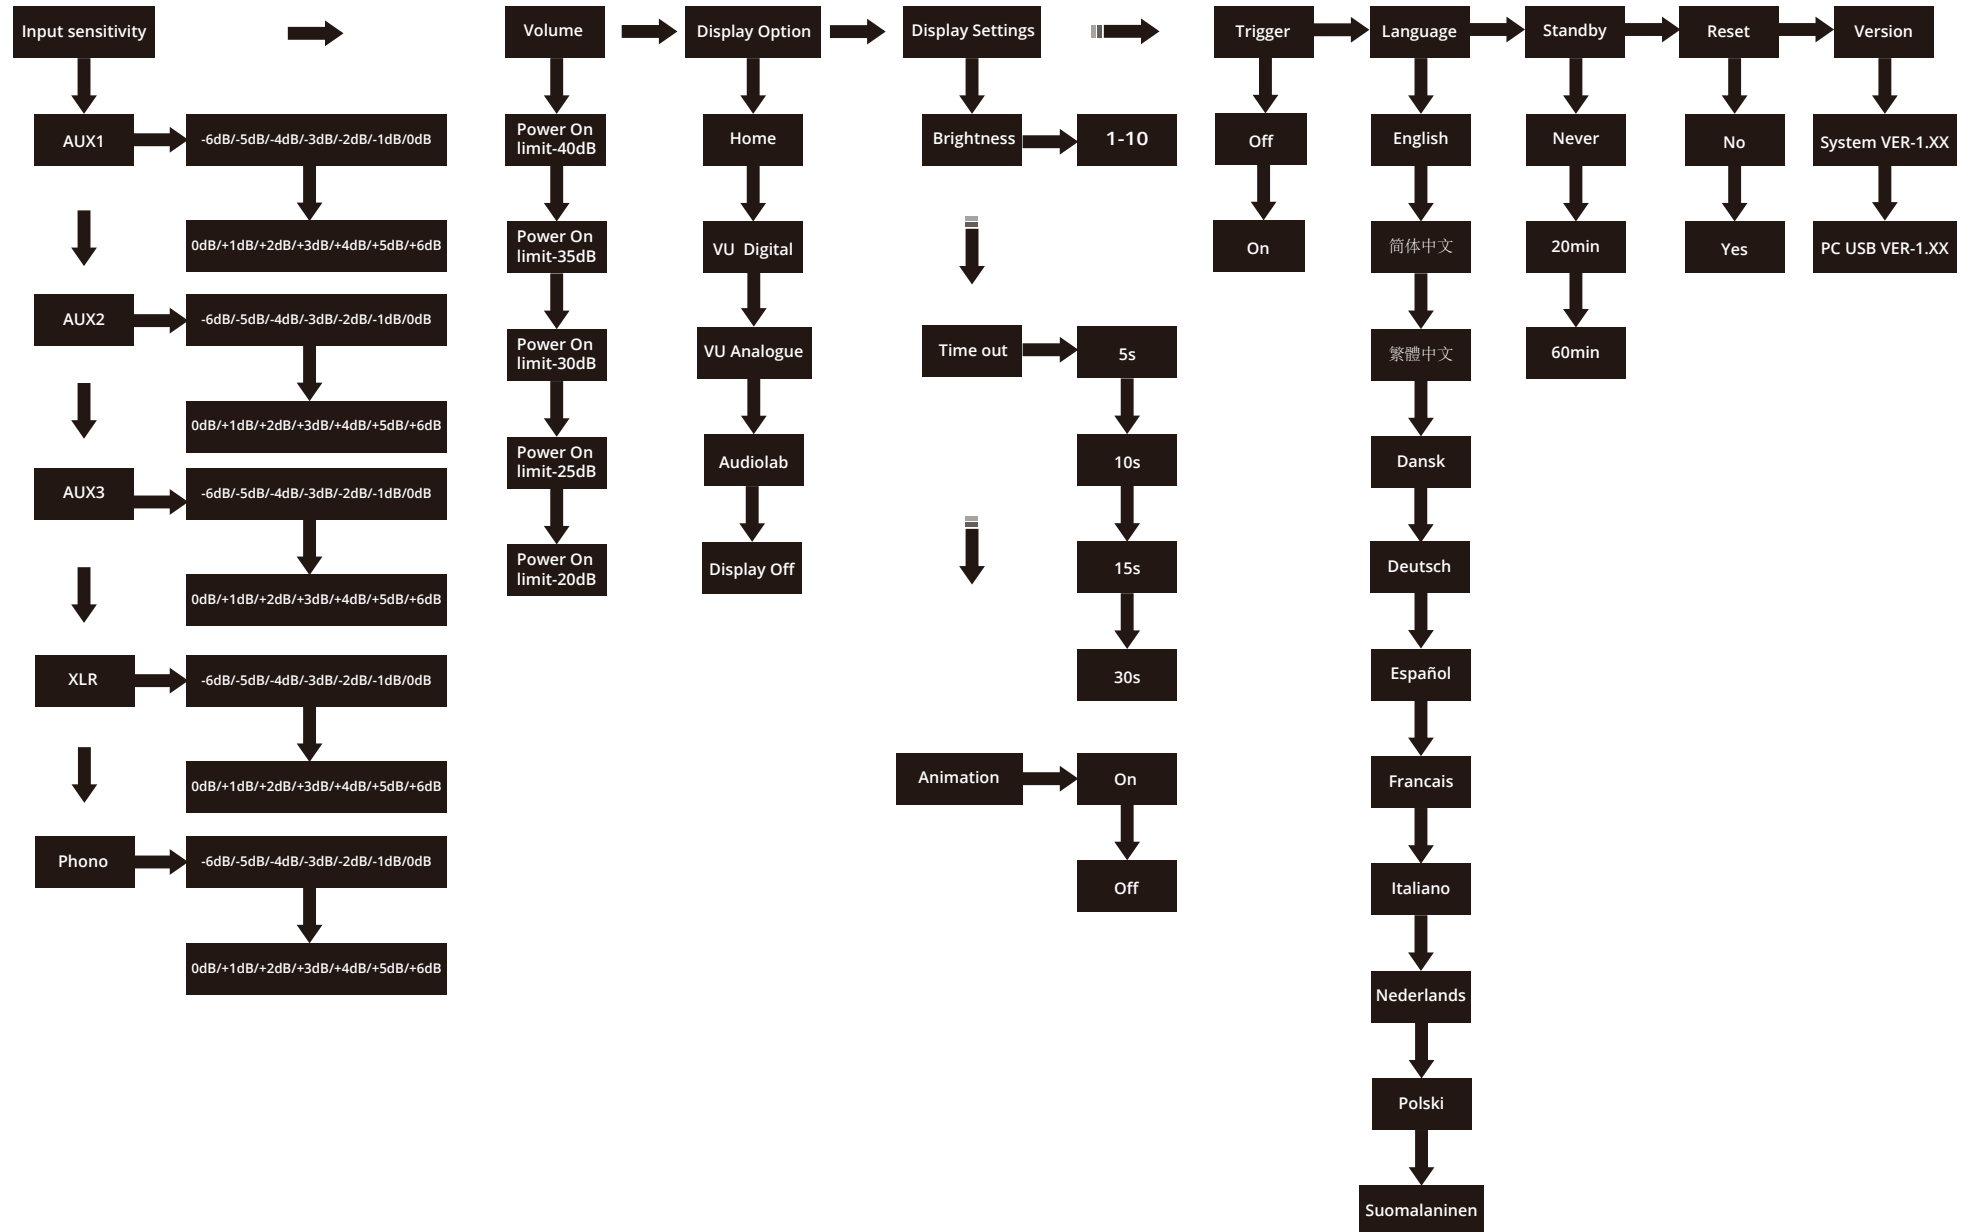 Input sensitivity
AUX1
-6dB/-5dB/-4dB/-3dB/-2dB/-1dB/0dB
0dB/+1dB/+2dB/+3dB/+4dB/+5dB/+6dB
AUX2
-6dB/-5dB/-4dB/-3dB/-2dB/-1dB/0dB
0dB/+1dB/+2dB/+3dB/+4dB/+5dB/+6dB
AUX3
-6dB/-5dB/-4dB/-3dB/-2dB/-1dB/0dB
0dB/+1dB/+2dB/+3dB/+4dB/+5dB/+6dB
XLR
-6dB/-5dB/-4dB/-3dB/-2dB/-1dB/0dB
0dB/+1dB/+2dB/+3dB/+4dB/+5dB/+6dB
Phono
-6dB/-5dB/-4dB/-3dB/-2dB/-1dB/0dB
0dB/+1dB/+2dB/+3dB/+4dB/+5dB/+6dB
Volume
Power On
limit-40dB
Power On
limit-35dB
Power On
limit-30dB
Power On
limit-25dB
Power On
limit-20dB
Display Option
Home
VU Digital
VU Analogue
Audiolab
Display Off
Display Settings
Brightness
1-10
Time out
5s
10s
15s
30s
Animation
On
Off
Trigger
Off
On
Language
English
简体中文
繁體中文
Dansk
Deutsch
Español
Francais
Italiano
Nederlands
Polski
Suomalaninen
Standby
Never
20min
60min
Reset
No
Yes
Version
System VER-1.XX
PC USB VER-1.XX